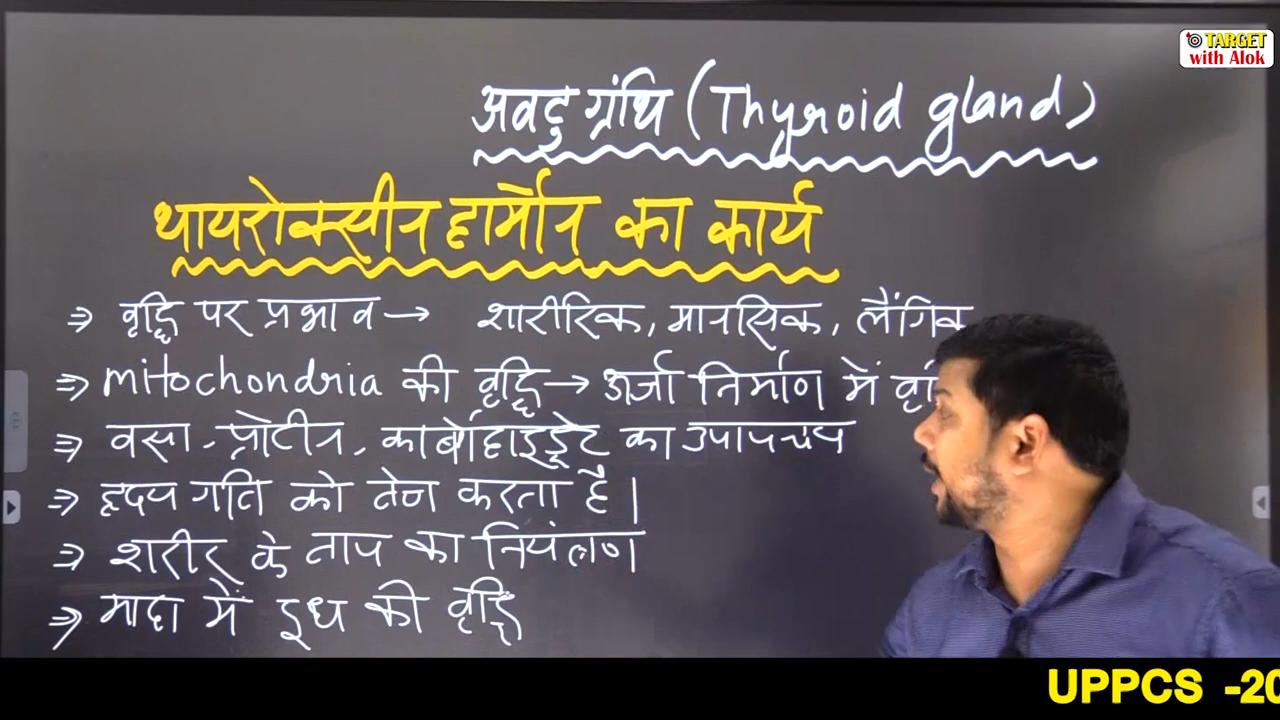 TARGET
with Alok
अवटु ग्रंथि (Thyroid gland)
थायरोक्सीन हार्मोन का कार्य
⇒ वृद्धि पर प्रभाव → शारीरिक, मानसिक, लैंगिक
⇒ mitochondria की वृद्धि → ऊर्जा निर्माण में
⇒ वसा - प्रोटीन - कार्बोहाइड्रेट का उपापचय
⇒ हृदय गति को तेज करता है।
⇒ शरीर के ताप का नियंत्रण
⇒ मादा में दूध की वृद्धि
UPPCS -20